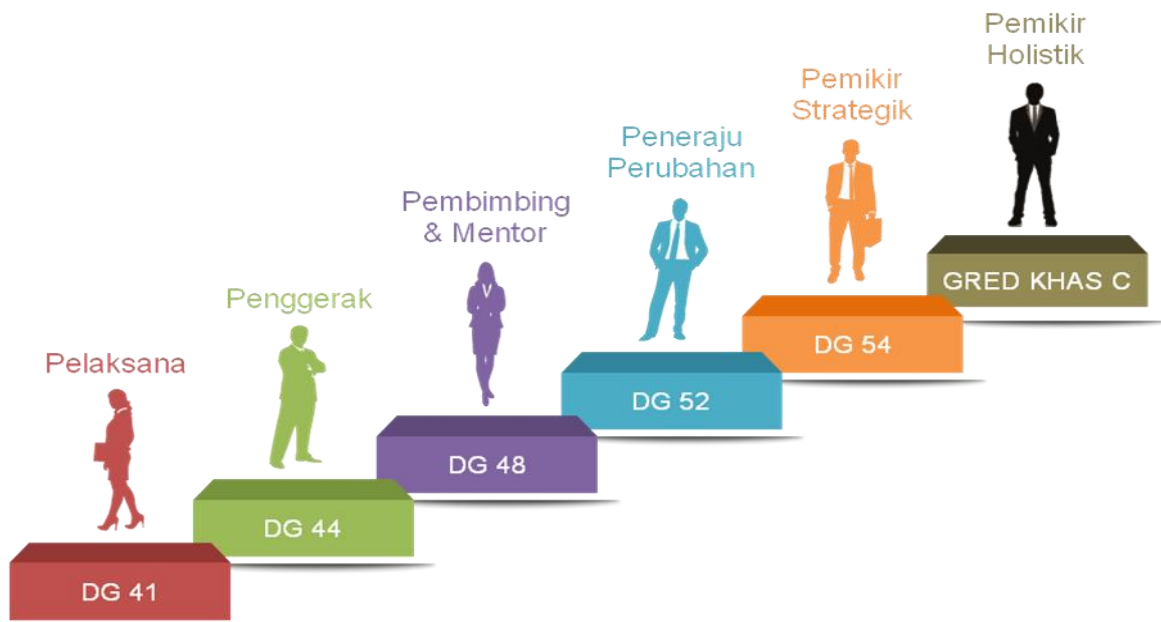 Pelaksana
DG 41
Penggerak
DG 44
Pembimbing
& Mentor
DG 48
Peneraju
Perubahan
DG 52
Pemikir
Strategik
DG 54
Pemikir
Holistik
GRED KHAS C